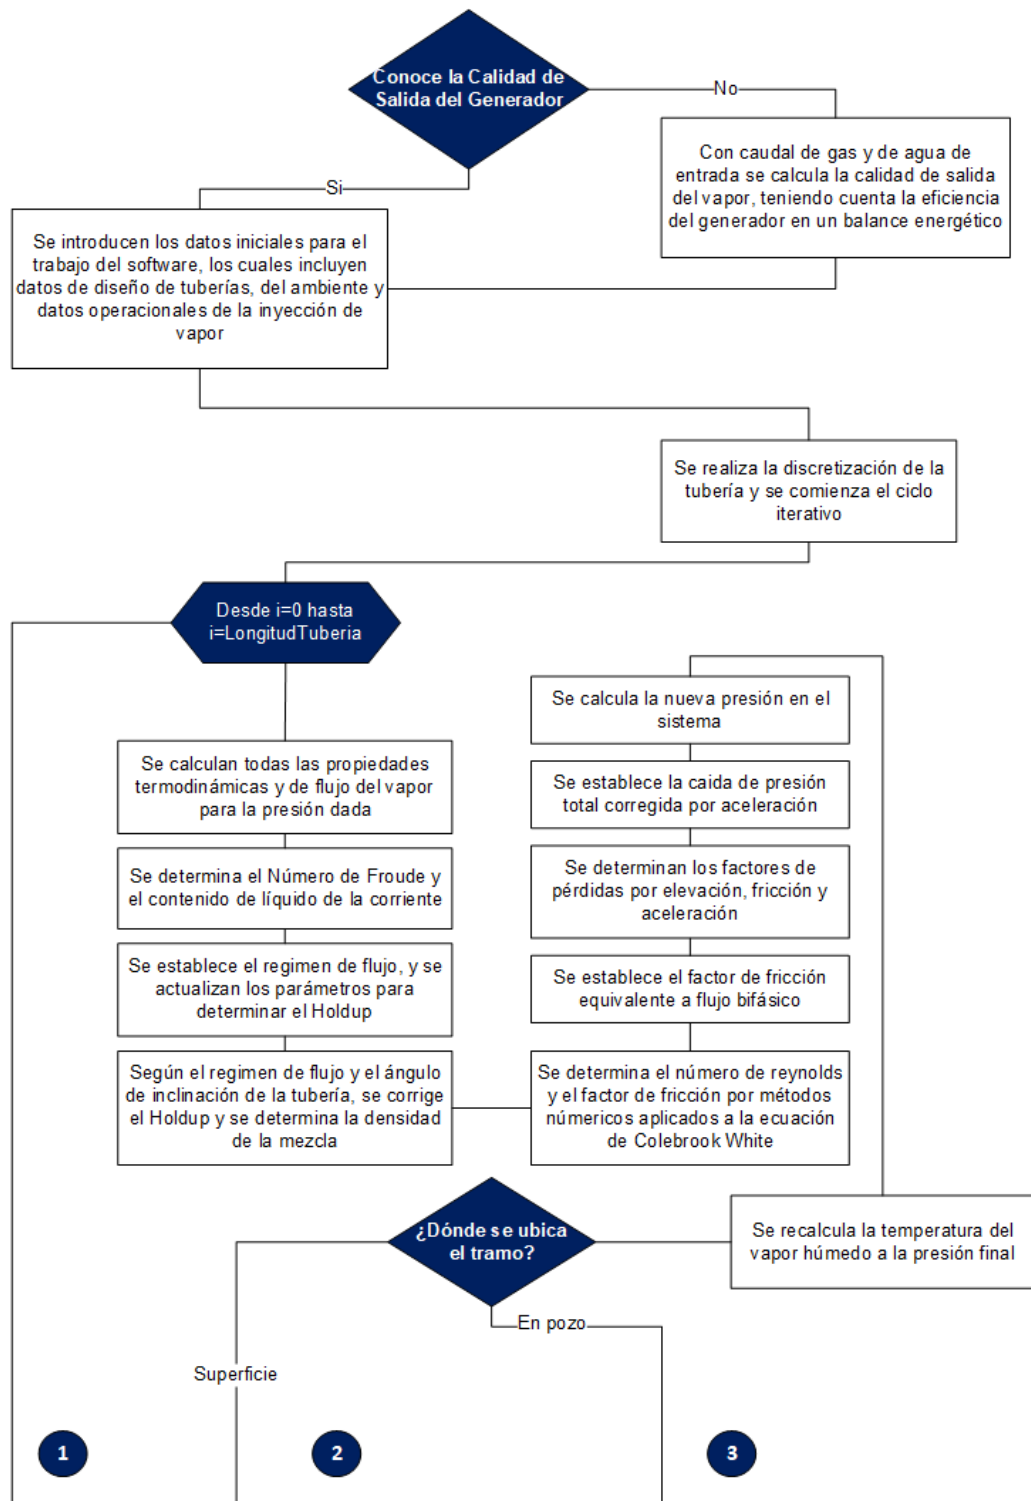 Conoce la Calidad de
Salida del Generador
No
Con caudal de gas y de agua de
entrada se calcula la calidad de salida
del vapor, teniendo cuenta la eficiencia
del generador en un balance energético
Si
Se introducen los datos iniciales para el
trabajo del software, los cuales incluyen
datos de diseño de tuberías, del ambiente y
datos operacionales de la inyección de
vapor
Se realiza la discretización de la
tubería y se comienza el ciclo
iterativo
Desde i=0 hasta
i=LongitudTuberia
Se calculan todas las propiedades
termodinámicas y de flujo del vapor
para la presión dada
Se determina el Número de Froude y
el contenido de líquido de la corriente
Se establece el regimen de flujo, y se
actualizan los parámetros para
determinar el Holdup
Según el regimen de flujo y el ángulo
de inclinación de la tubería, se corrige
el Holdup y se determina la densidad
de la mezcla
Se calcula la nueva presión en el
sistema
Se establece la caida de presión
total corregida por aceleración
Se determinan los factores de
pérdidas por elevación, fricción y
aceleración
Se establece el factor de fricción
equivalente a flujo bifásico
Se determina el número de reynolds
y el factor de fricción por métodos
númericos aplicados a la ecuación
de Colebrook White
¿Dónde se ubica
el tramo?
Se recalcula la temperatura del
vapor húmedo a la presión final
En pozo
Superficie
1
2
3